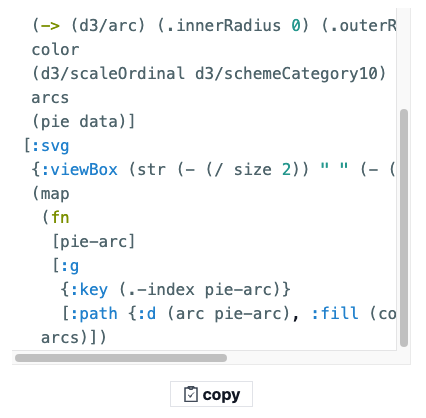 (-> (d3/arc) (.innerRadius 0) (.outerR
color
(d3/scaleOrdinal d3/schemeCategory10)
arcs
(pie data)]
[:svg
{:viewBox (str (- (/ size 2)) " " (- (
(map
(fn
[pie-arc]
[:g
{:key (.-index pie-arc)}
[:path {:d (arc pie-arc), :fill (co
arcs)])
copy